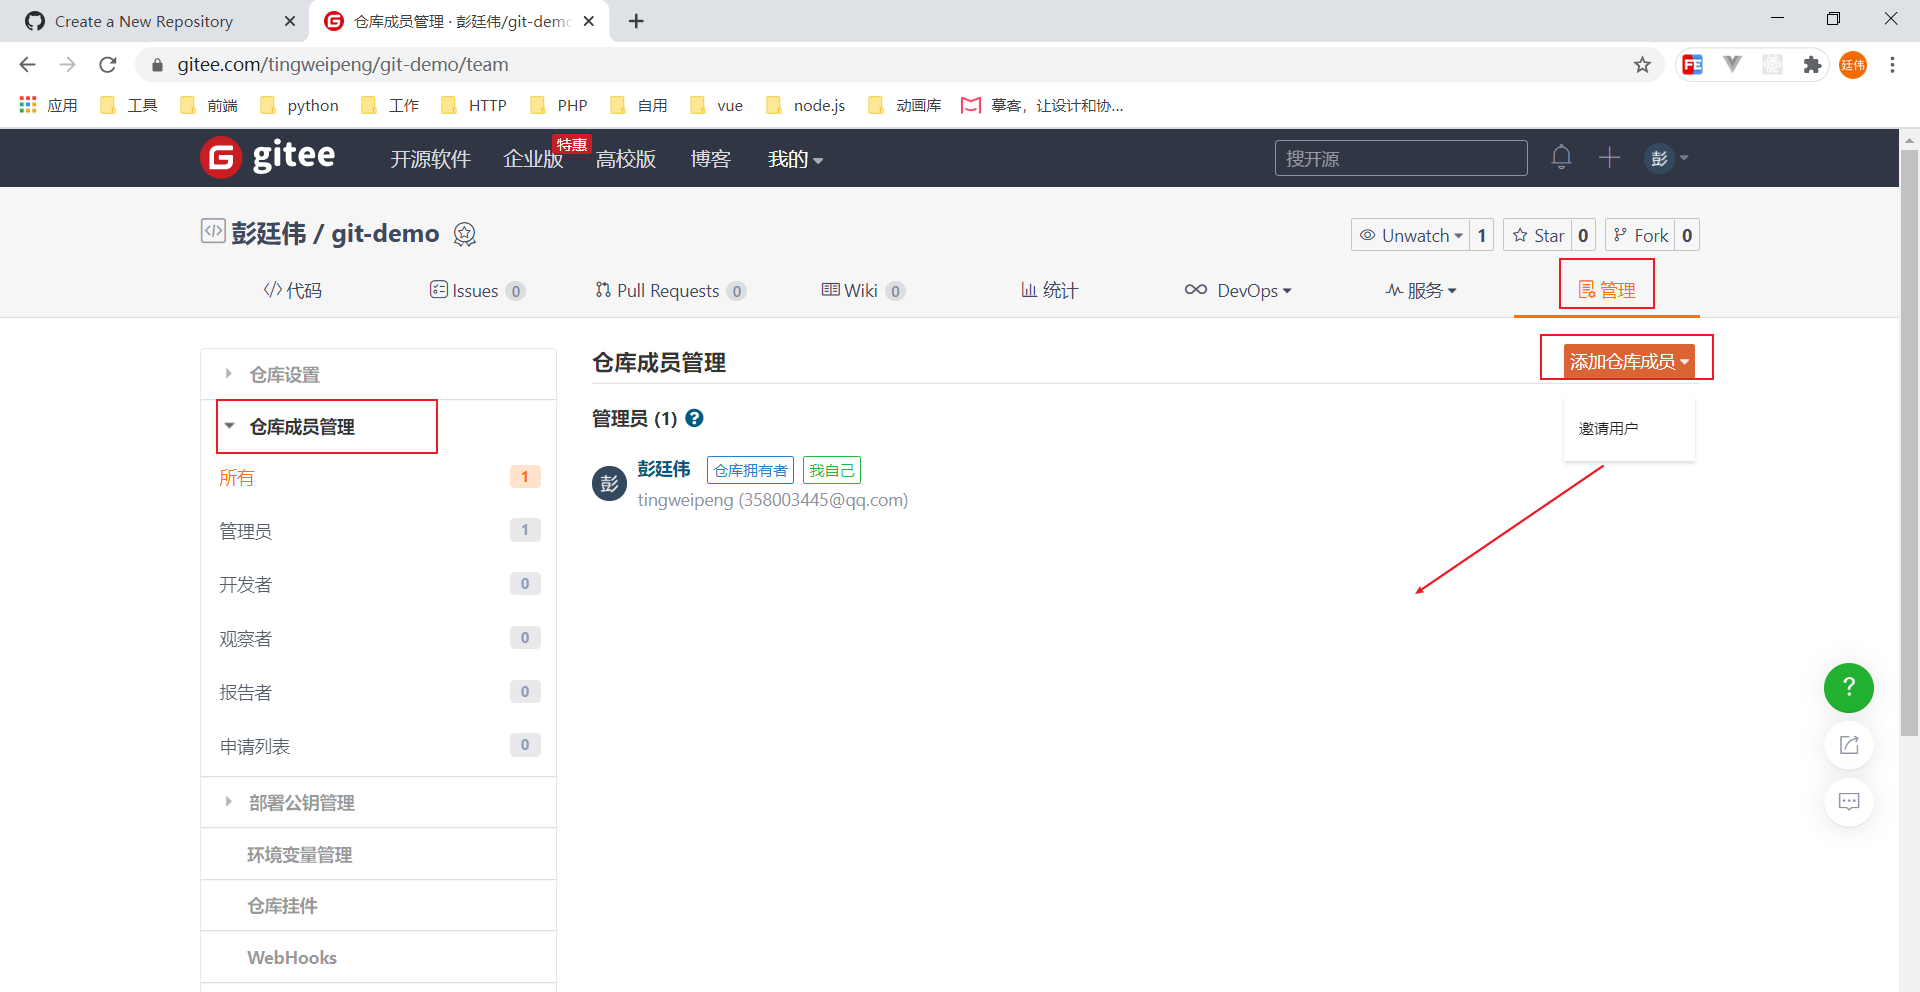 Create a New Repository
仓库成员管理 · 彭廷伟/git-demo
gitee.com/tingweipeng/git-demo/team
FE
廷伟
应用
工具
前端
python
工作
HTTP
PHP
自用
vue
node.js
动画库
摹客，让设计和协...
gitee
开源软件
企业版
特惠
高校版
博客
我的
搜开源
彭
彭廷伟 / git-demo
Unwatch 1
Star 0
Fork 0
代码
Issues 0
Pull Requests 0
Wiki 0
统计
DevOps
服务
管理
仓库设置
仓库成员管理
所有 1
管理员 1
开发者 0
观察者 0
报告者 0
申请列表 0
部署公钥管理
环境变量管理
仓库挂件
WebHooks
仓库成员管理
添加仓库成员
邀请用户
管理员 (1) ?
彭
彭廷伟 仓库拥有者 我自己
tingweipeng (358003445@qq.com)
?